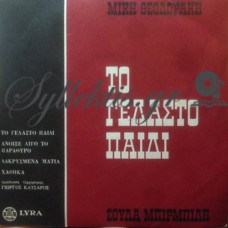 ΜΙΚΗ ΘΕΟΔΩΡΑΚΗ
ΤΟ
ΓΕΛΑΣΤΟ
ΠΑΙΔΙ
ΤΟ ΓΕΛΑΣΤΟ ΠΑΙΔΙ
ΑΝΟΙΞΕ ΛΙΓΟ ΤΟ
ΠΑΡΑΘΥΡΟ
ΔΑΚΡΥΣΜΕΝΑ ΜΑΤΙΑ
ΓΙΩΡΓΟΣ ΚΑΤΣΑΡΟΣ
LYRA
ΣΟΥΛΑ ΜΠΙΡΜΠΙΛΗ